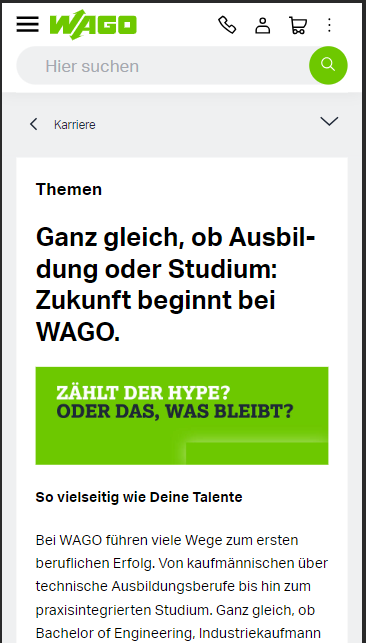 WAGO
Hier suchen
Karriere
Themen
Ganz gleich, ob Ausbil-
dung oder Studium:
Zukunft beginnt bei
WAGO.
ZÄHLT DER HYPE?
ODER DAS, WAS BLEIBT?
So vielseitig wie Deine Talente
Bei WAGO führen viele Wege zum ersten
beruflichen Erfolg. Von kaufmännischen über
technische Ausbildungsberufe bis hin zum
praxisintegrierten Studium. Ganz gleich, ob
Bachelor of Engineering, Industriekaufmann